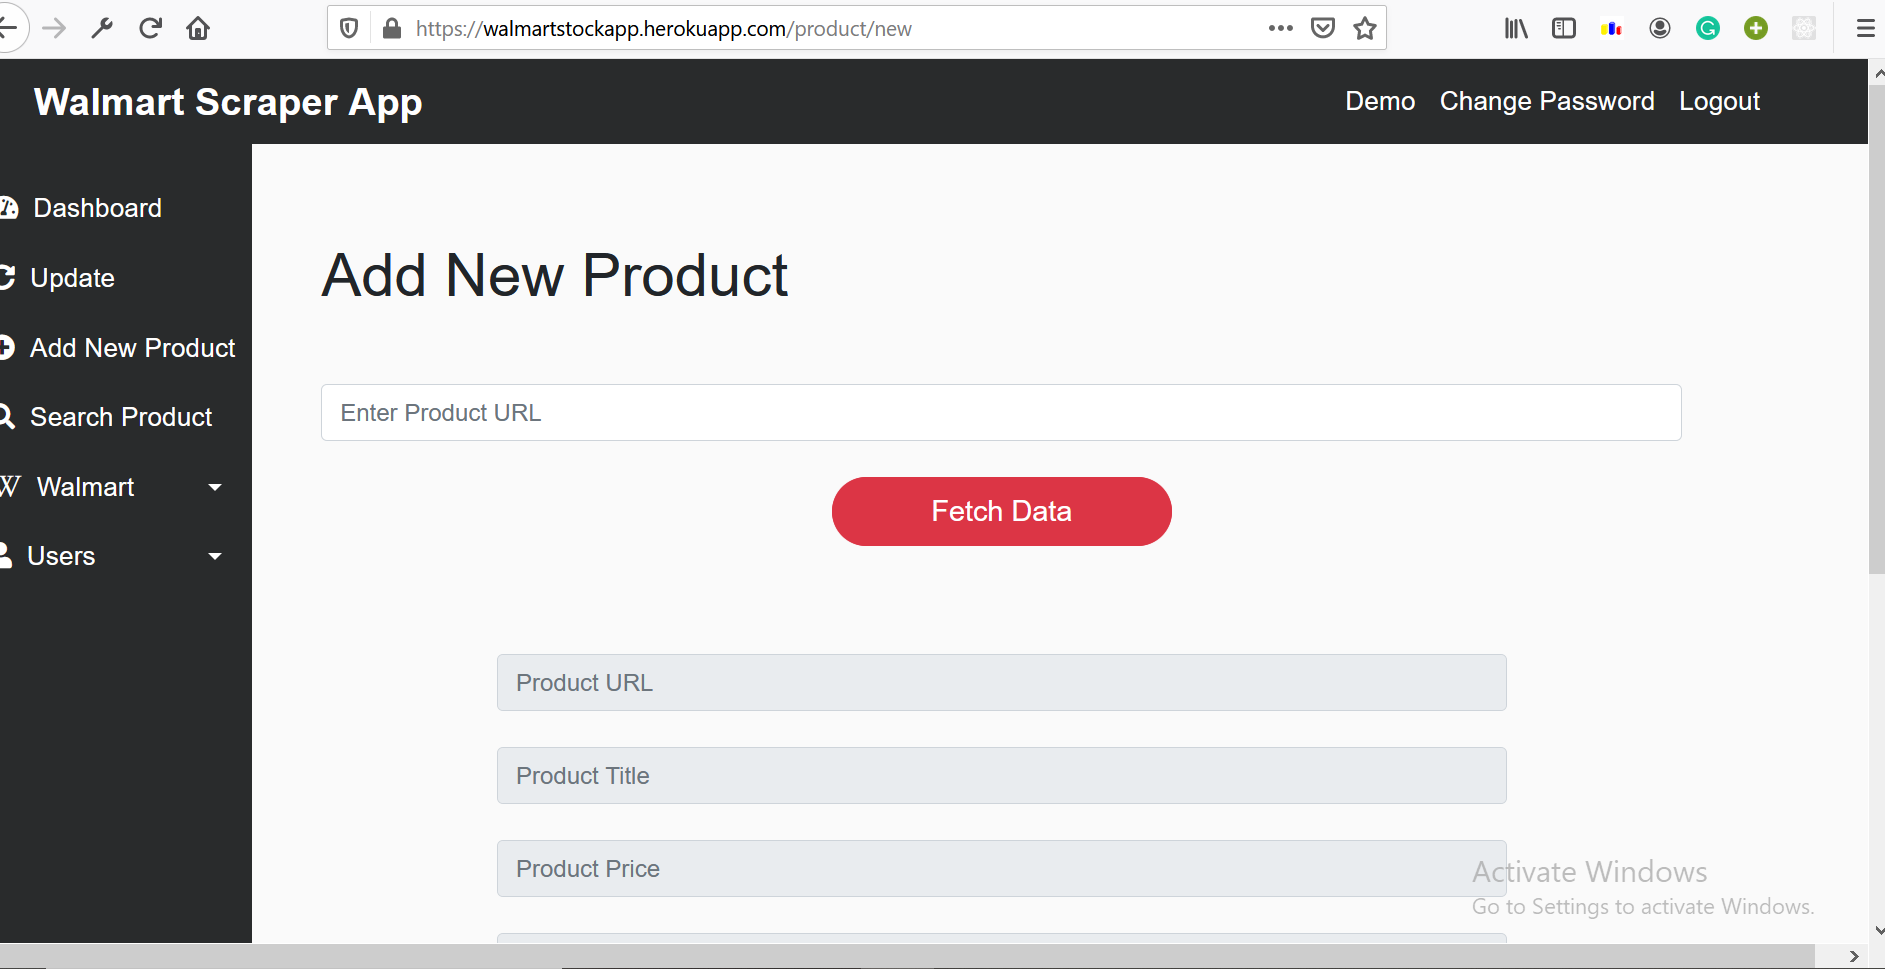 https://walmartstockapp.herokuapp.com/product/new
Walmart Scraper App
Demo Change Password Logout
Dashboard
Update
Add New Product
Search Product
W Walmart
Users
Add New Product
Enter Product URL
Fetch Data
Product URL
Product Title
Product Price
Activate Windows
Go to Settings to activate Windows.